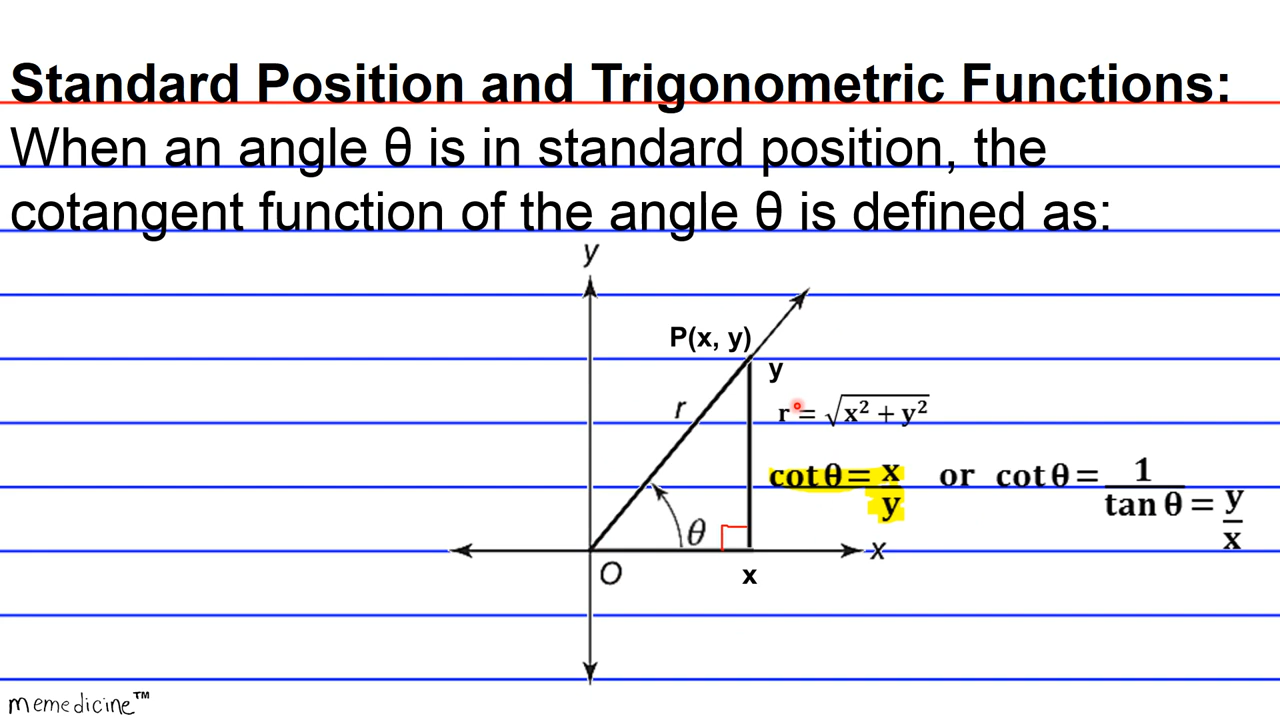 Standard Position and Trigonometric Functions:
When an angle θ is in standard position, the
cotangent function of the angle θ is defined as:
y
P(x, y)
y
r
r = √x² + y²
cot θ = x/y or cot θ = 1/tan θ = y/x
θ
x
O
x
memedicine™